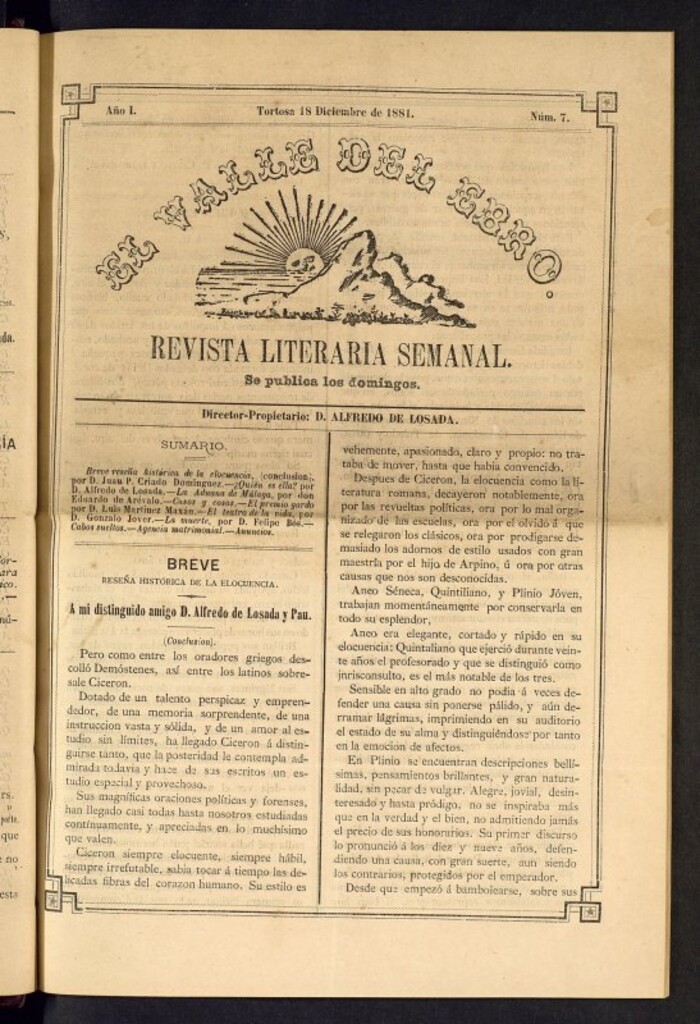 Año I.
Tortosa 18 Diciembre de 1881.
Núm. 7.
EL VALLE DEL EBRO.
REVISTA LITERARIA SEMANAL.
Se publica los domingos.
Director-Propietario: D. ALFREDO DE LOSADA.
SUMARIO.
Breve reseña histórica de la elocuencia, (conclusion),
por D. Juan P. Criado Dominguez.—¿Quién es ella? por
D. Alfredo de Losada.—La Aduana de Málaga, por don
Eduardo de Arévalo.—Casos y cosas.—El premio gordo
por D. Luis Martinez Maxán.—El teatro de la vida, por
D. Gonzalo Jover.—La muerte, por D. Felipe Bós.—
Cabos sueltos.—Agencia matrimonial.—Anuncios.
BREVE
RESEÑA HISTÓRICA DE LA ELOCUENCIA.
A mi distinguido amigo D. Alfredo de Losada y Pau.
(Conclusion).
Pero como entre los oradores griegos des-
colló Demóstenes, así entre los latinos sobre-
sale Ciceron.
Dotado de un talento perspicaz y empren-
dedor, de una memoria sorprendente, de una
instruccion vasta y sólida, y de un amor al es-
tudio sin límites, ha llegado Ciceron á distin-
guirse tanto, que la posteridad le contempla ad-
mirada todavia y hace de sus escritos un es-
tudio especial y provechoso.
Sus magníficas oraciones políticas y forenses,
han llegado casi todas hasta nosotros estudiadas
contínuamente, y apreciadas en lo muchísimo
que valen.
Ciceron siempre elocuente, siempre hábil,
siempre irrefutable, sabia tocar á tiempo las de-
licadas fibras del corazon humano. Su estilo es
vehemente, apasionado, claro y propio: no tra-
taba de mover, hasta que habia convencido.
Despues de Ciceron, la elocuencia como la li-
teratura romana, decayeron notablemente, ora
por las revueltas políticas, ora por lo mal orga-
nizado de las escuelas, ora por el olvido á que
se relegaron los clásicos, ora por prodigarse de-
masiado los adornos de estilo usados con gran
maestría por el hijo de Arpino, ú ora por otras
causas que nos son desconocidas.
Aneo Séneca, Quintiliano, y Plinio Jóven,
trabajan momentáneamente por conservarla en
todo su esplendor,
Aneo era elegante, cortado y rápido en su
elocuencia: Quintaliano que ejerció durante vein-
te años el profesorado y que se distinguió como
jnrisconsulto, es el más notable de los tres.
Sensible en alto grado no podia á veces de-
fender una causa sin ponerse pálido, y aún de-
rramar lágrimas, imprimiendo en su auditorio
el estado de su alma y distinguiéndose por tanto
en la emocion de afectos.
En Plinio se encuentran descripciones bellí-
simas, pensamientos brillantes, y gran natura-
lidad, sin pecar de vulgar. Alegre, jovial, desin-
teresado y hasta pródigo, no se inspiraba más
que en la verdad y el bien, no admitiendo jamás
el precio de sus honorarios. Su primer discurso
lo pronunció á los diez y nueve años, defen-
diendo una causa, con gran suerte, aun siendo
los contrarios, protegidos por el emperador.
Desde que empezó á bambolearse, sobre sus